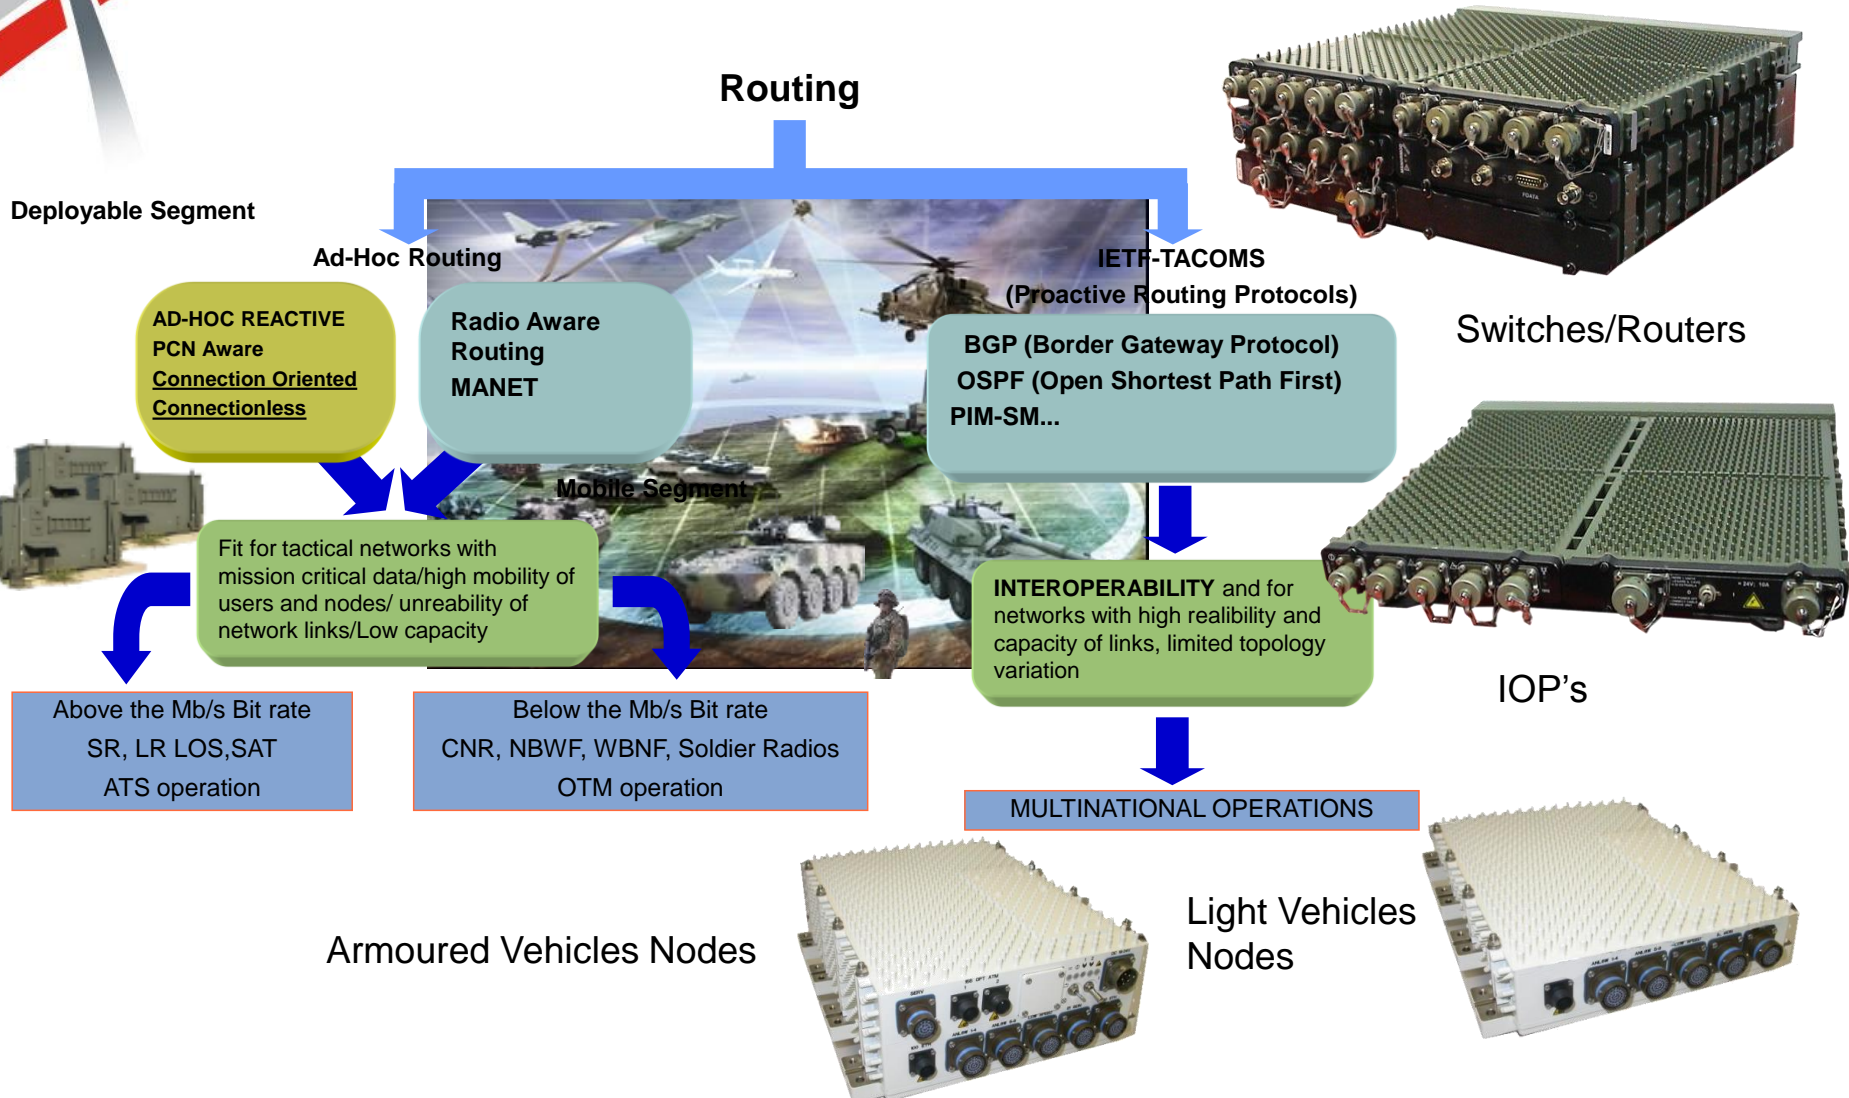 Routing
Deployable Segment
Ad-Hoc Routing
IETF-TACOMS
(Proactive Routing Protocols)
AD-HOC REACTIVE
PCN Aware
Connection Oriented
Connectionless
Radio Aware
Routing
MANET
BGP (Border Gateway Protocol)
OSPF (Open Shortest Path First)
PIM-SM...
Switches/Routers
Mobile Segment
Fit for tactical networks with
mission critical data/high mobility of
users and nodes/ unreability of
network links/Low capacity
INTEROPERABILITY and for
networks with high realibility and
capacity of links, limited topology
variation
IOP's
Above the Mb/s Bit rate
SR, LR LOS,SAT
ATS operation
Below the Mb/s Bit rate
CNR, NBWF, WBNF, Soldier Radios
OTM operation
MULTINATIONAL OPERATIONS
Armoured Vehicles Nodes
Light Vehicles
Nodes